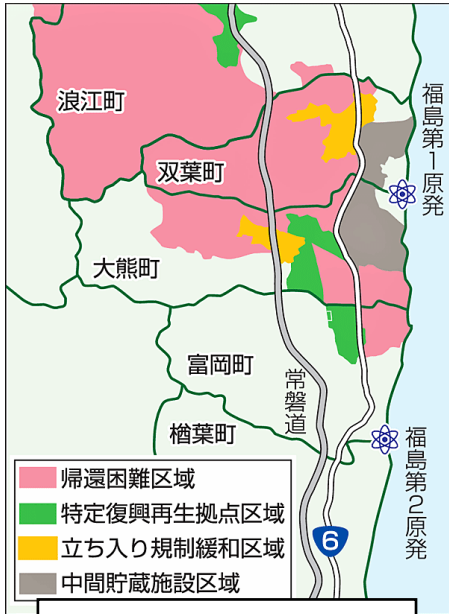 浪江町
双葉町
大熊町
富岡町
楢葉町
常磐道
福島第1原発
福島第2原発
6
帰還困難区域
特定復興再生拠点区域
立ち入り規制緩和区域
中間貯蔵施設区域